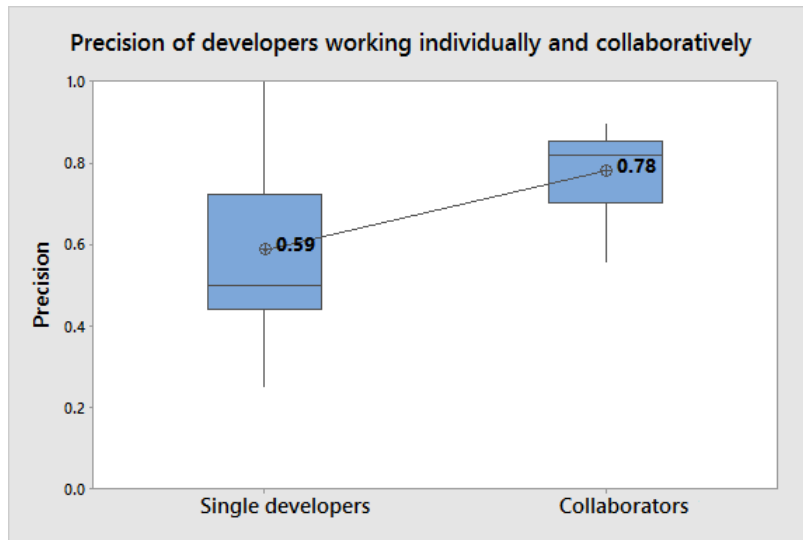 Precision of developers working individually and collaboratively
1.0
0.8
0.6
0.4
0.2
0.0
Precision
0.59
0.78
Single developers
Collaborators